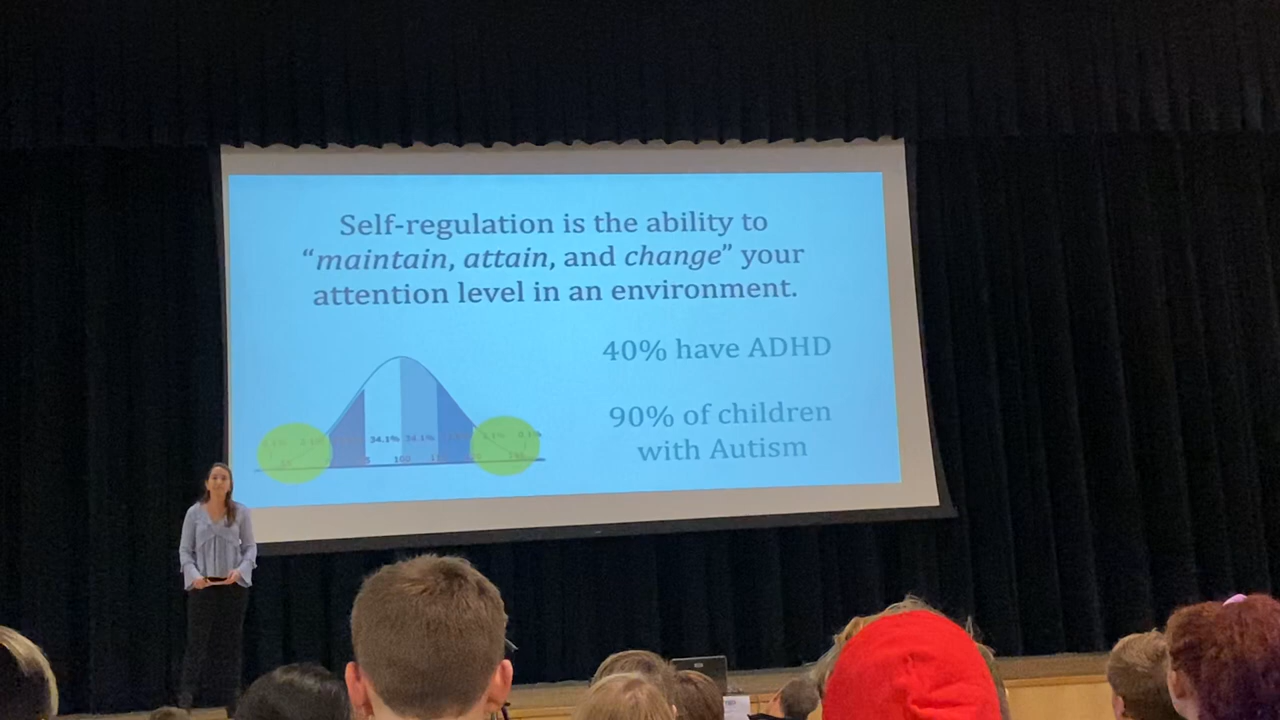 Self-regulation is the ability to
“maintain, attain, and change” your
attention level in an environment.
40% have ADHD
90% of children
with Autism
34.1% 34.1%
100